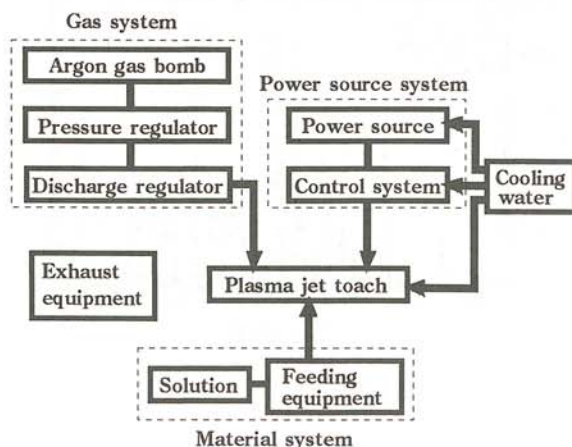 Gas system
Argon gas bomb
Pressure regulator
Discharge regulator
Power source system
Power source
Control system
Cooling
water
Exhaust
equipment
Plasma jet toach
Solution
Feeding
equipment
Material system